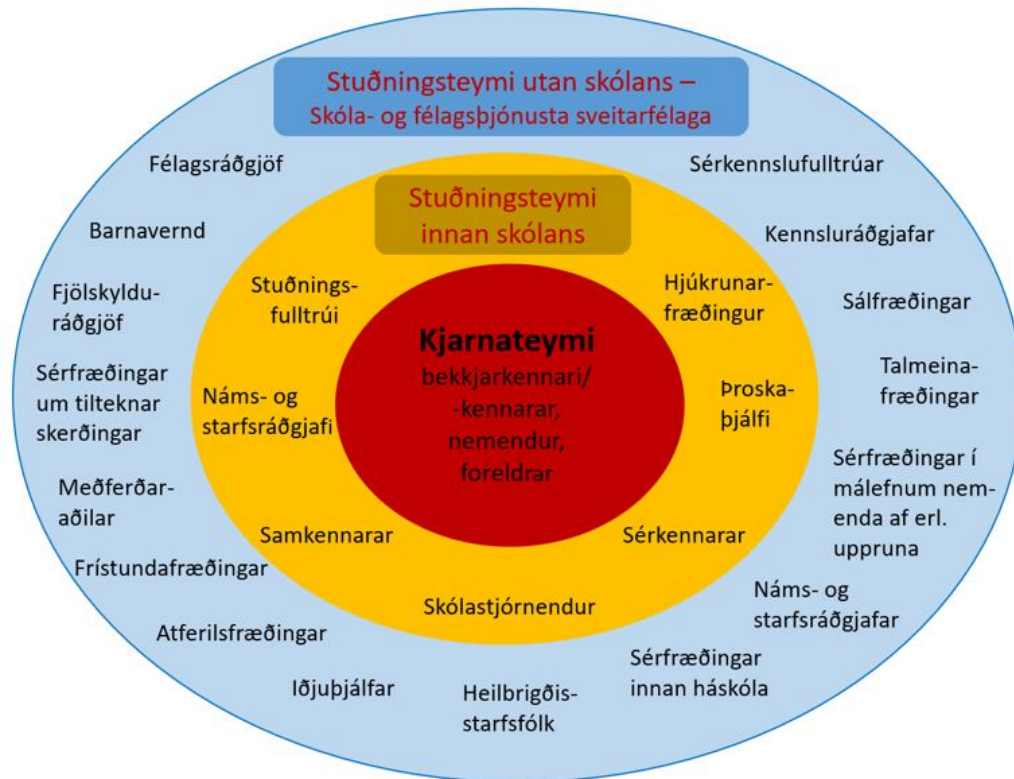 Stuðningsteymi utan skólans –
Skóla- og félagsþjónusta sveitarfélaga
Félagsráðgjöf
Barnavernd
Fjölskyldu-
ráðgjöf
Sérfræðingar
um tilteknar
skerðingar
Meðferðar-
aðilar
Frístundafræðingar
Atferilsfræðingar
Iðjuþjálfar
Heilbrigðis-
starfsfólk
Sérfræðingar
innan háskóla
Náms- og
starfsráðgjafar
Sérfræðingar í
málefnum nem-
enda af erl.
uppruna
Talmeina-
fræðingar
Sálfræðingar
Kennsluráðgjafar
Sérkennslufulltrúar
Stuðningsteymi
innan skólans
Stuðnings-
fulltrúi
Náms- og
starfsráðgjafi
Samkennarar
Skólastjórnendur
Sérkennarar
Þroska-
þjálfi
Hjúkrunar-
fræðingur
Kjarnateymi
bekkjarkennari/
-kennarar,
nemendur,
foreldrar